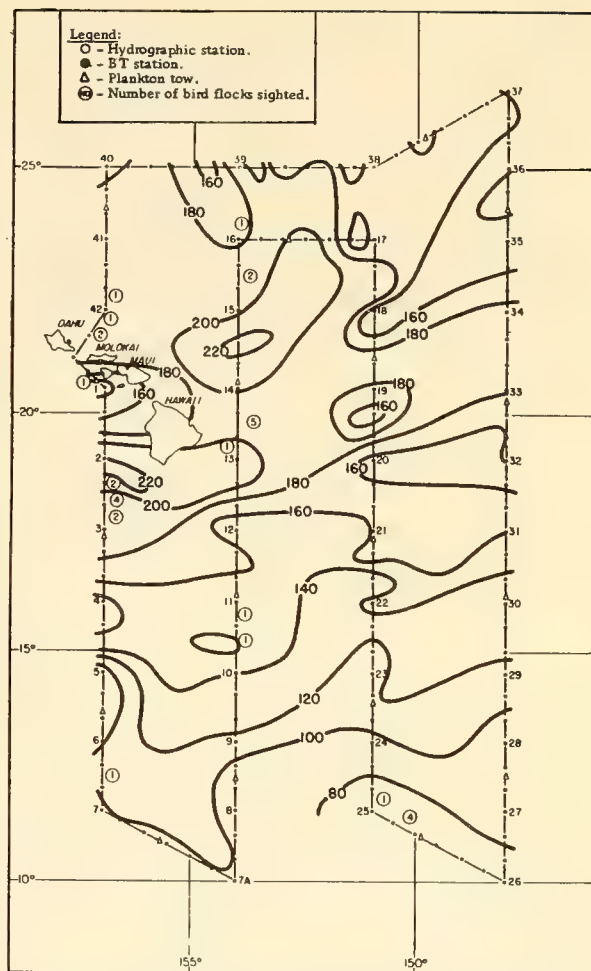 Legend:
O - Hydrographic station.
● - BT station.
Δ - Plankton tow.
(NO) - Number of bird flocks sighted.
37
40 39 38
25° 160 36
180 180
41 1 16 17 35
2
1
42 15 18 34
1 200 160
OAHU 2 220 180
MOLOKAI
MAUI 180 180
1 1 160 14 19 33
HAWAII 160
20°
5
1
2 13 180 20 32
220 160
2
4 200
2 160
3 12 21 31
140
4 11 22 30
1
1
15°
5 10 23 29
120
6 9 100 24 28
1
80
7 8 25 1 4 27
10° 7A 26
155° 150°